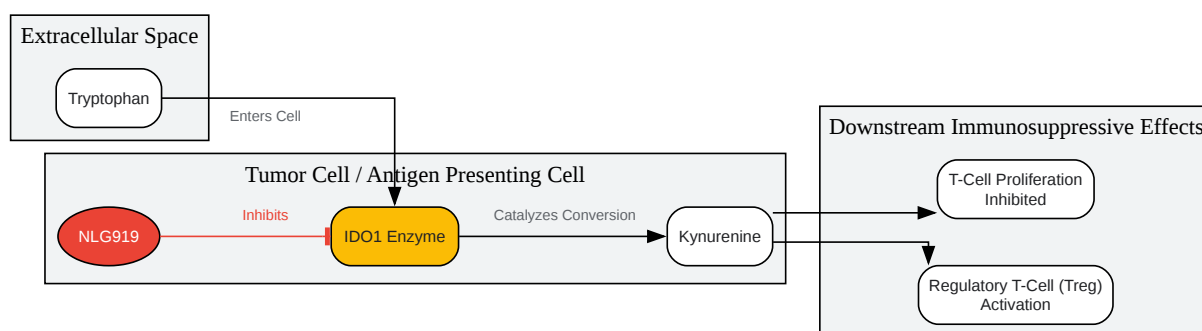 Extracellular Space
Tryptophan
Enters Cell
Downstream Immunosuppressive Effects
Tumor Cell / Antigen Presenting Cell
T-Cell Proliferation
Inhibited
NLG919
Inhibits
IDO1 Enzyme
Catalyzes Conversion
Kynurenine
Regulatory T-Cell (Treg)
Activation